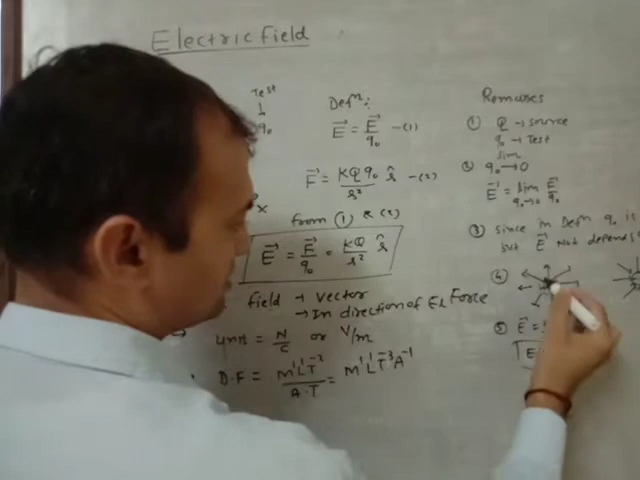 Electric field
Test
q₀
Defⁿ:
E⃗ = F⃗/q₀ –(1)
F⃗ = KQq₀/r² r̂ –(2)
x
from (1) & (2)
E⃗ = F⃗/q₀ = KQ/r² r̂
field → Vector
→ In direction of El Force
unit = N/C or V/m
D.F = M¹L¹T⁻²/A.T = M¹L¹T⁻³A⁻¹
Remarks
① Q → source
q₀ → Test
② lim q₀→0
E⃗ = lim q₀→0 F⃗/q₀
③ since in Defⁿ q₀ is
but E⃗ Not depends
④
⑤ E⃗ =
E